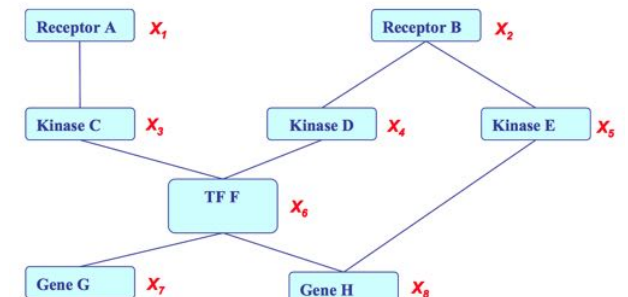 Receptor A X1
Receptor B X2
Kinase C X3
Kinase D X4
Kinase E X5
TF F X6
Gene G X7
Gene H X8